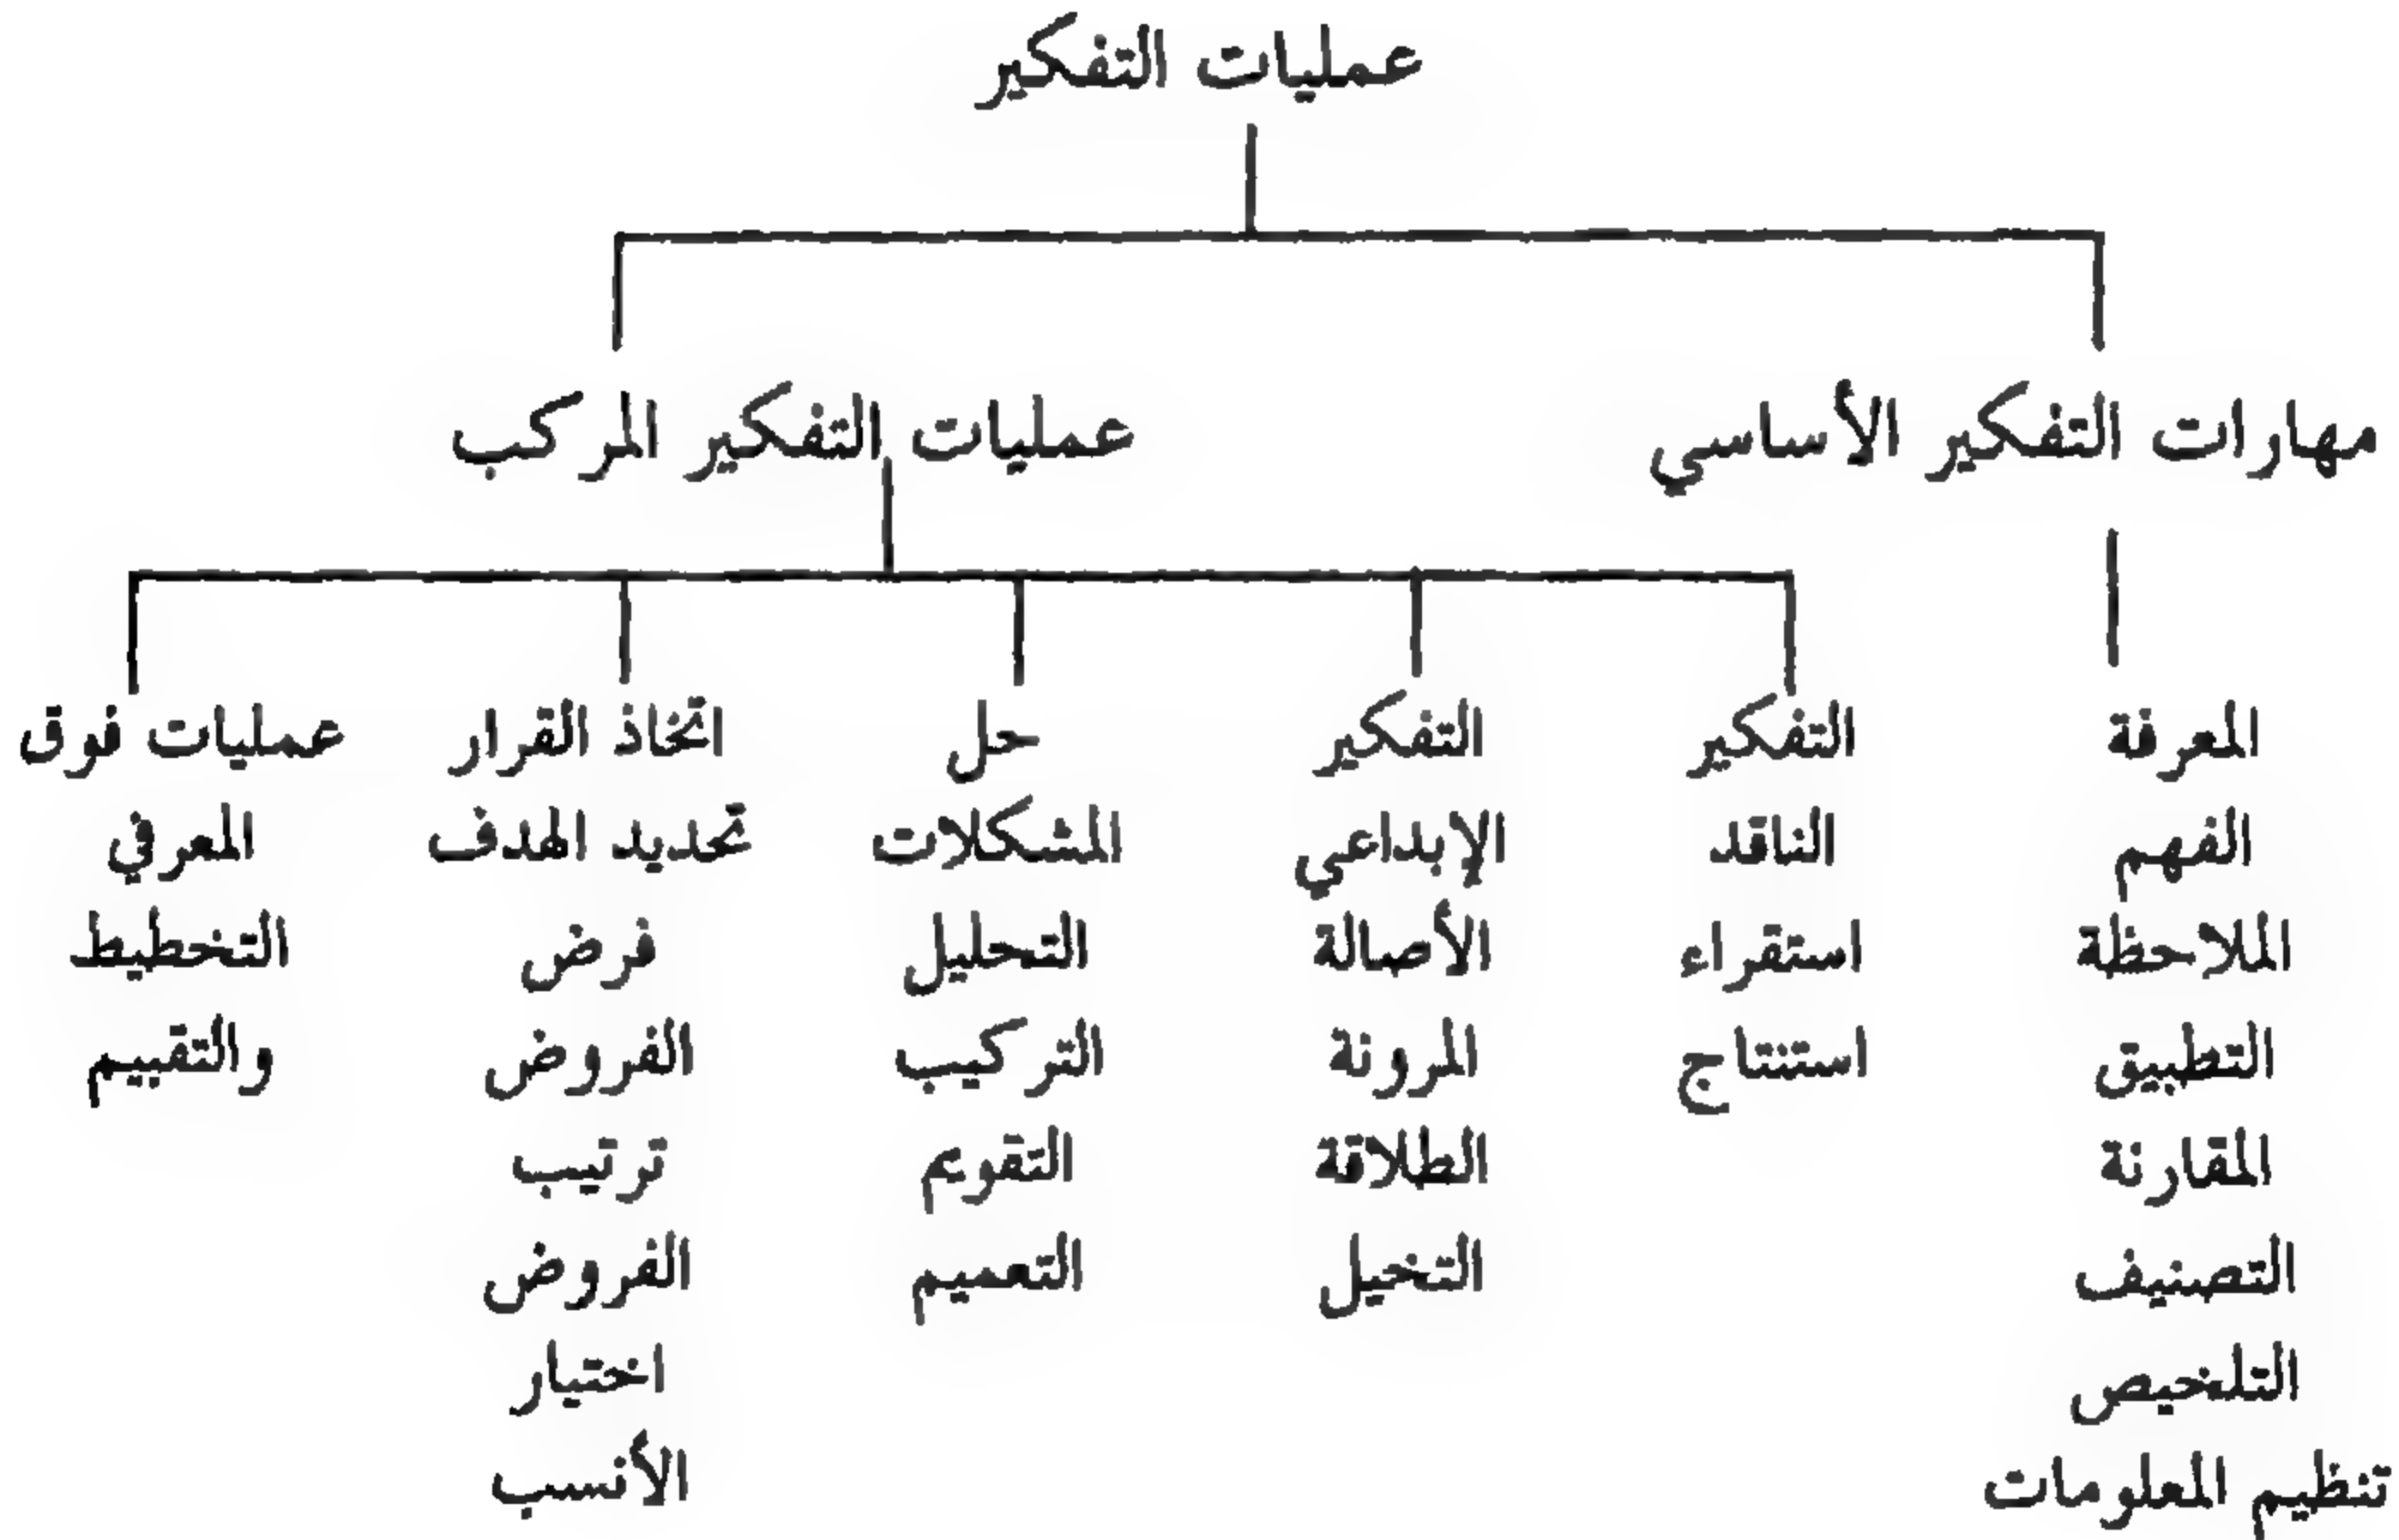 عمليات التفكير
مهارات التفكير الأساسي
عمليات التفكير المركب
المعرفة
الفهم
الملاحظة
التطبيق
المقارنة
التصنيف
التلخيص
تنظيم المعلومات
التفكير
الناقد
استقراء
استنتاج
التفكير
الإبداعي
الأصالة
المرونة
الطلاقة
التخيل
حل
المشكلات
التحليل
التركيب
التقويم
التعميم
اتخاذ القرار
تحديد الهدف
فرض
الفروض
ترتيب
الفروض
اختيار
الأنسب
عمليات فوق
المعرفي
التخطيط
والتقييم